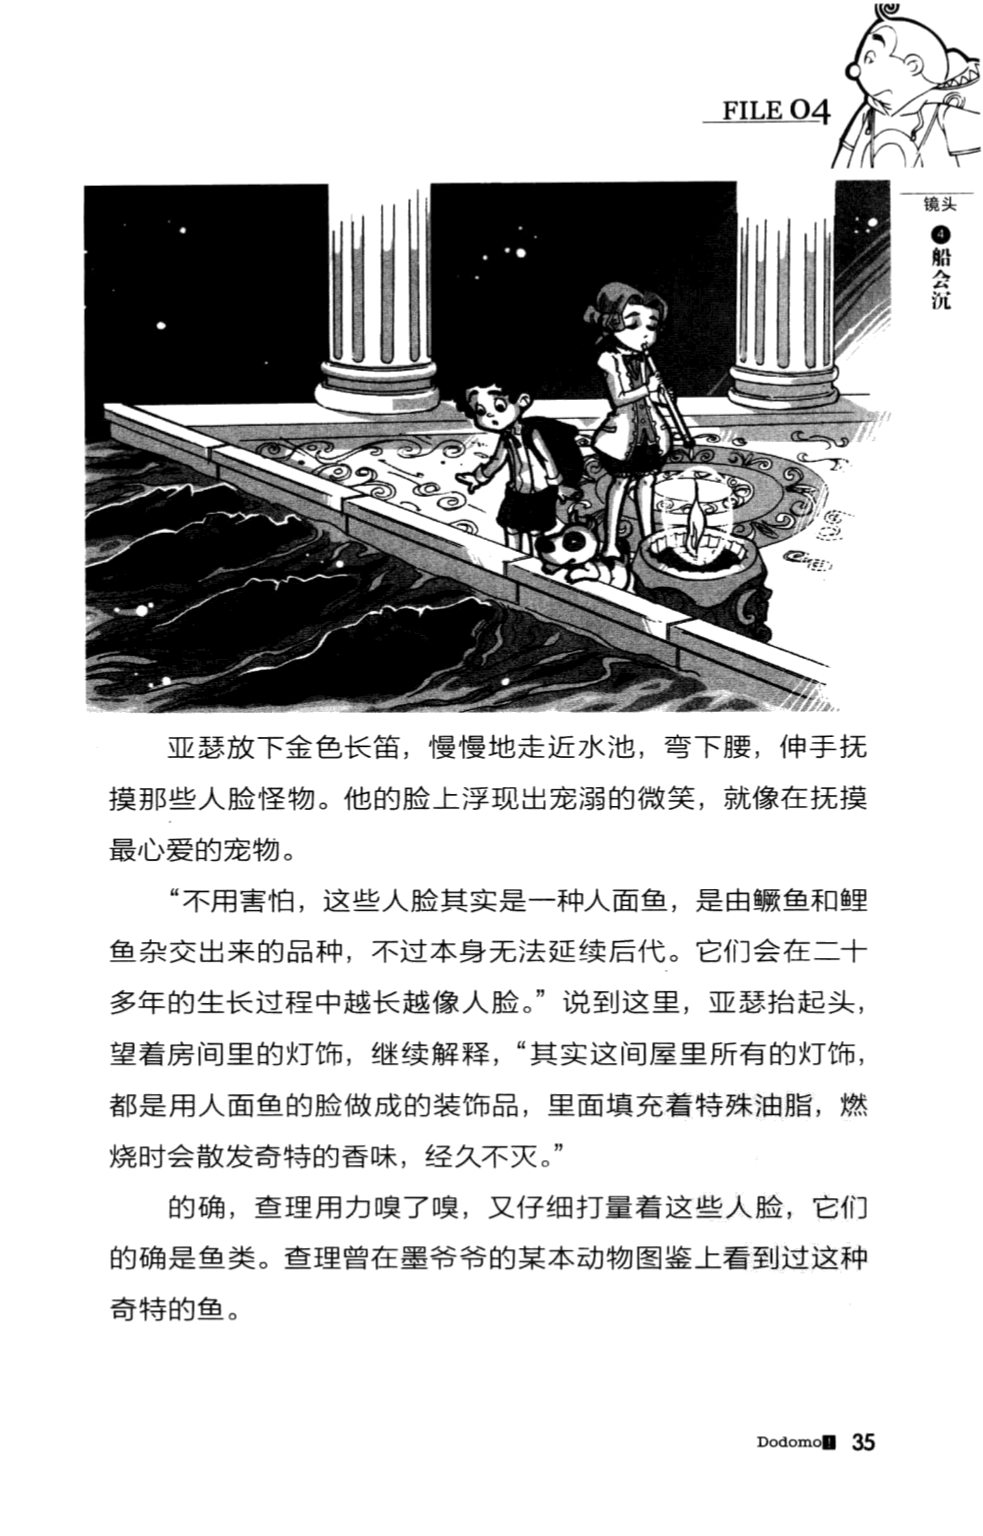 FILE 04
镜头
4
船会沉
亚瑟放下金色长笛，慢慢地走近水池，弯下腰，伸手抚
摸那些人脸怪物。他的脸上浮现出宠溺的微笑，就像在抚摸
最心爱的宠物。
“不用害怕，这些人脸其实是一种人面鱼，是由鳜鱼和鲤
鱼杂交出来的品种，不过本身无法延续后代。它们会在二十
多年的生长过程中越长越像人脸。”说到这里，亚瑟抬起头，
望着房间里的灯饰，继续解释，“其实这间屋里所有的灯饰，
都是用人面鱼的脸做成的装饰品，里面填充着特殊油脂，燃
烧时会散发奇特的香味，经久不灭。”
的确，查理用力嗅了嗅，又仔细打量着这些人脸，它们
的确是鱼类。查理曾在墨爷爷的某本动物图鉴上看到过这种
奇特的鱼。
Dodomo! 35